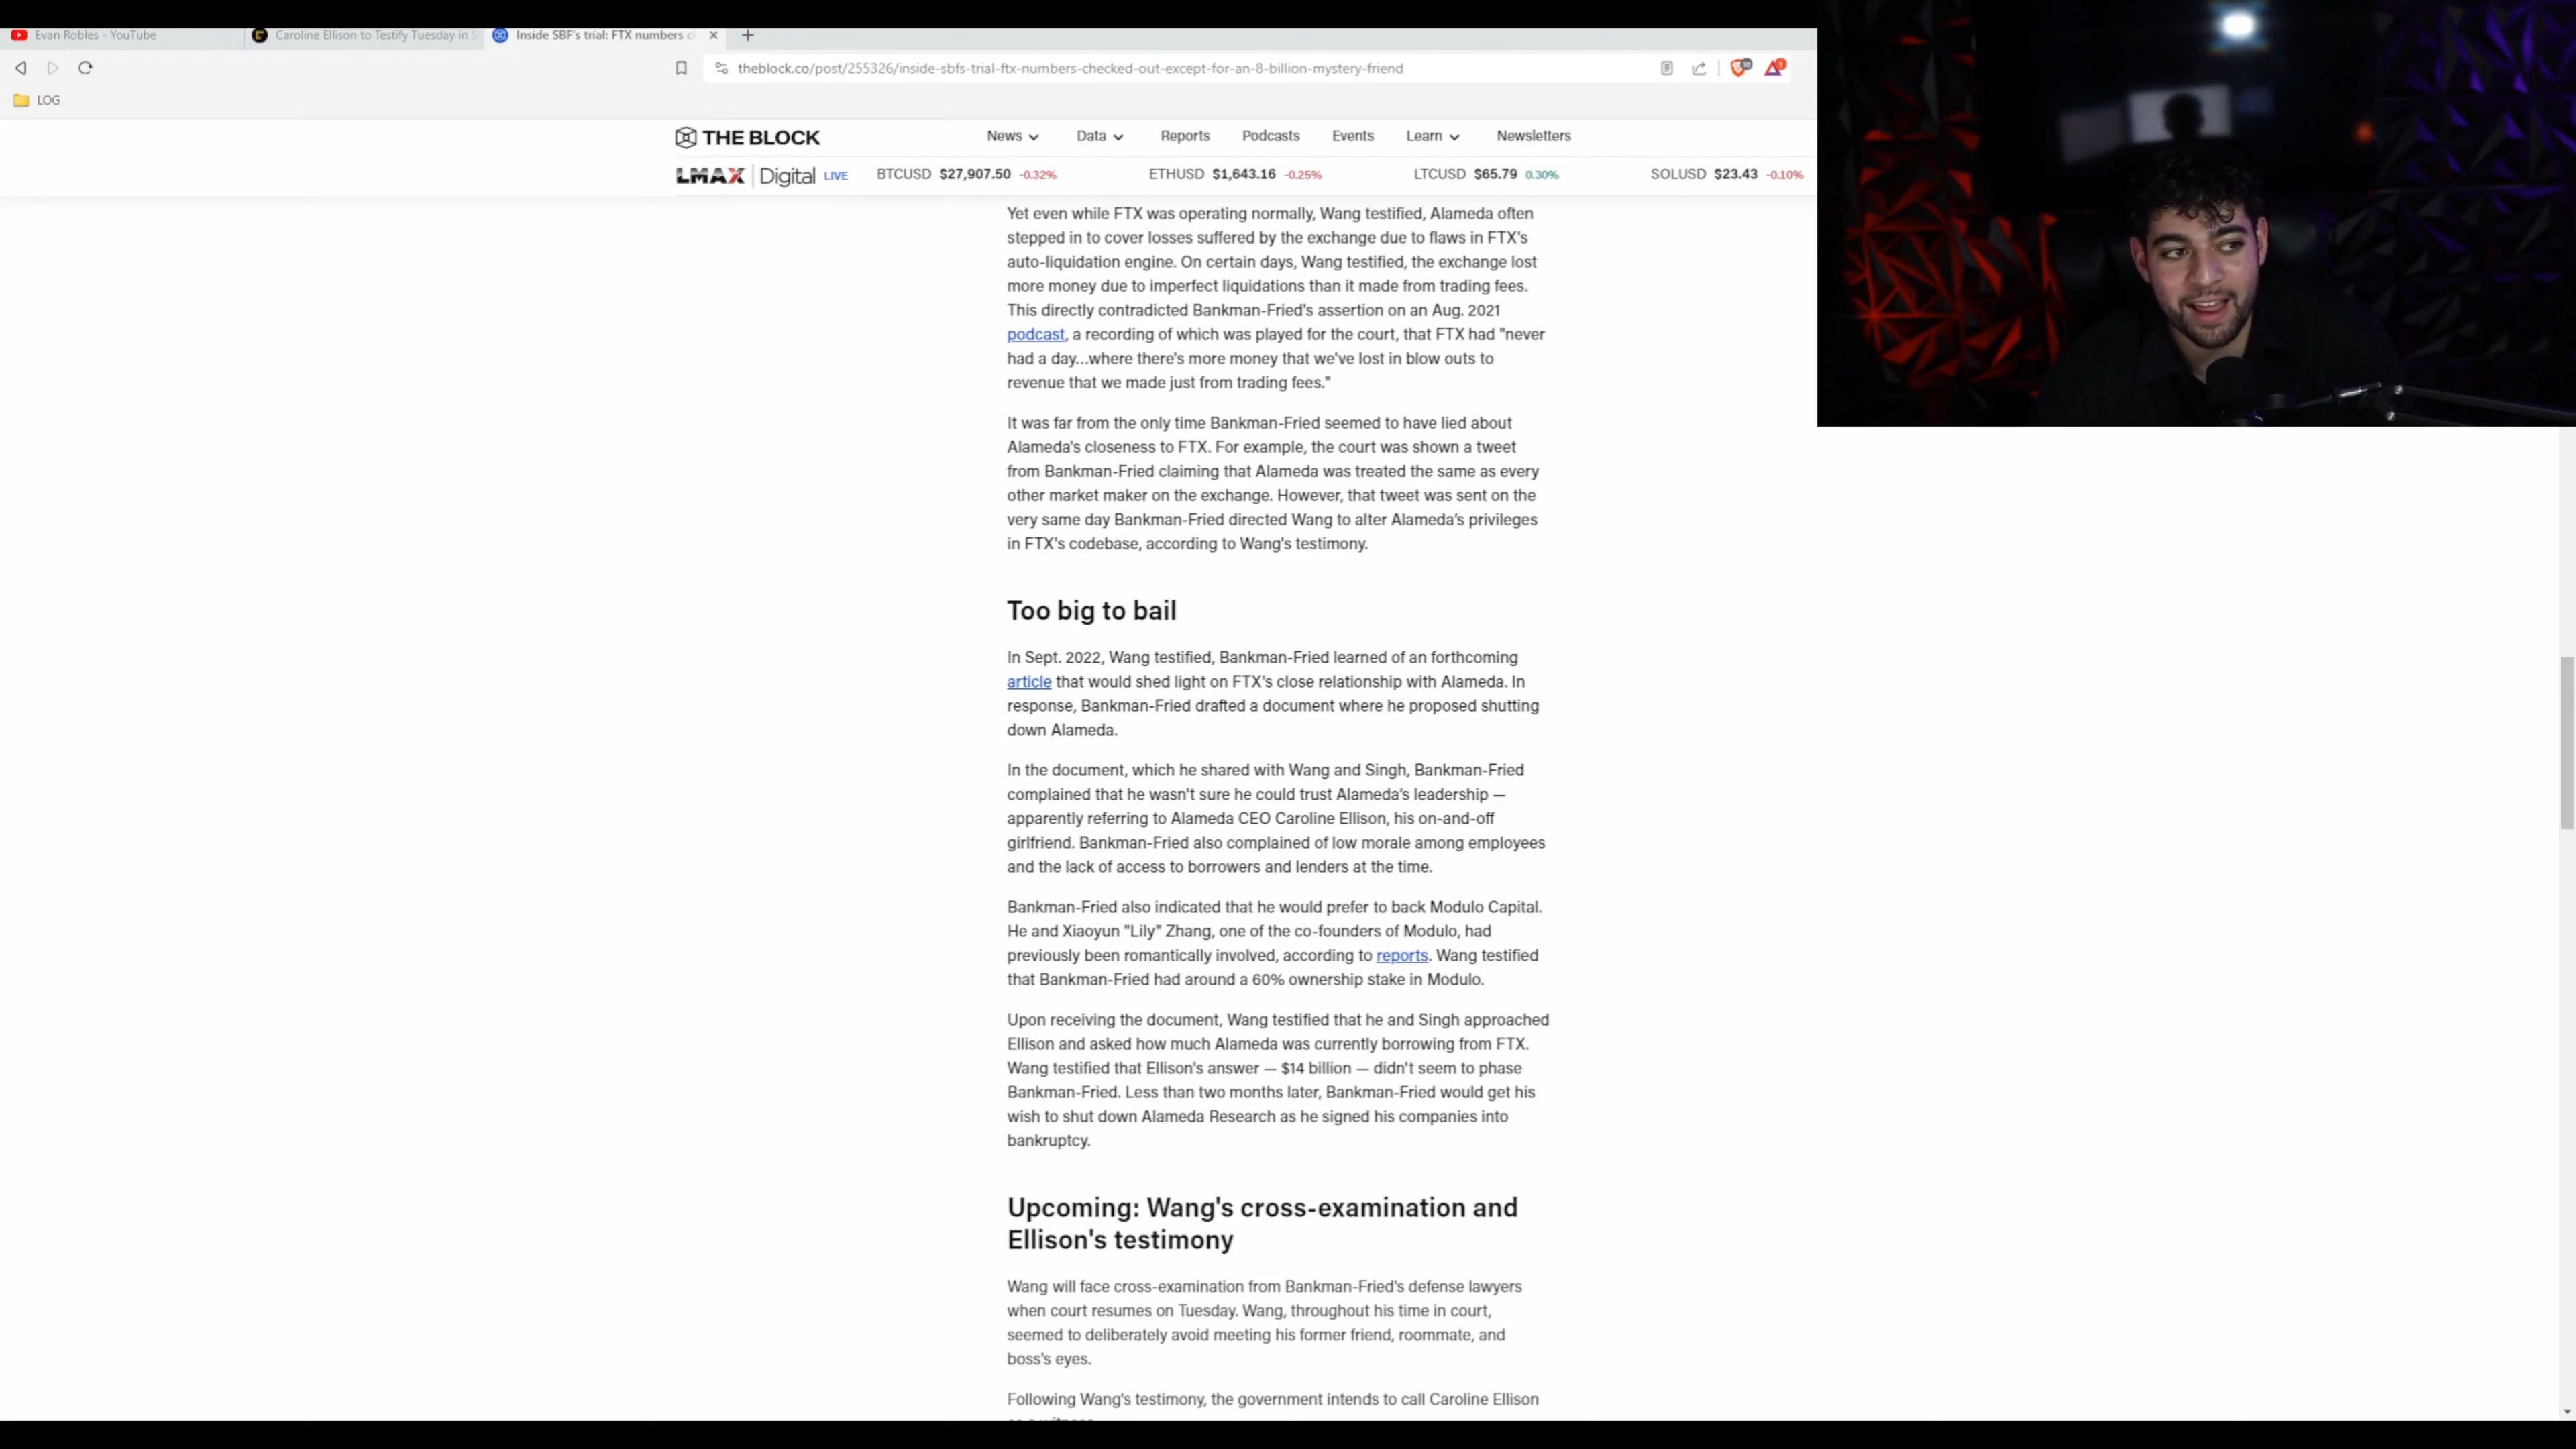 Evan Robles - YouTube
Caroline Ellison to Testify Tuesday in
Inside SBF's trial: FTX numbers
theblock.co/post/255326/inside-sbfs-trial-ftx-numbers-checked-out-except-for-an-8-billion-mystery-friend
LOG
THE BLOCK News Data Reports Podcasts Events Learn Newsletters
LMAX Digital LIVE BTCUSD $27,907.50 -0.32% ETHUSD $1,643.16 -0.25% LTCUSD $65.79 0.30% SOLUSD $23.43 -0.10%
Yet even while FTX was operating normally, Wang testified, Alameda often
stepped in to cover losses suffered by the exchange due to flaws in FTX's
auto-liquidation engine. On certain days, Wang testified, the exchange lost
more money due to imperfect liquidations than it made from trading fees.
This directly contradicted Bankman-Fried's assertion on an Aug. 2021
podcast, a recording of which was played for the court, that FTX had "never
had a day...where there's more money that we've lost in blow outs to
revenue that we made just from trading fees."
It was far from the only time Bankman-Fried seemed to have lied about
Alameda's closeness to FTX. For example, the court was shown a tweet
from Bankman-Fried claiming that Alameda was treated the same as every
other market maker on the exchange. However, that tweet was sent on the
very same day Bankman-Fried directed Wang to alter Alameda's privileges
in FTX's codebase, according to Wang's testimony.
Too big to bail
In Sept. 2022, Wang testified, Bankman-Fried learned of an forthcoming
article that would shed light on FTX's close relationship with Alameda. In
response, Bankman-Fried drafted a document where he proposed shutting
down Alameda.
In the document, which he shared with Wang and Singh, Bankman-Fried
complained that he wasn't sure he could trust Alameda's leadership —
apparently referring to Alameda CEO Caroline Ellison, his on-and-off
girlfriend. Bankman-Fried also complained of low morale among employees
and the lack of access to borrowers and lenders at the time.
Bankman-Fried also indicated that he would prefer to back Modulo Capital.
He and Xiaoyun "Lily" Zhang, one of the co-founders of Modulo, had
previously been romantically involved, according to reports. Wang testified
that Bankman-Fried had around a 60% ownership stake in Modulo.
Upon receiving the document, Wang testified that he and Singh approached
Ellison and asked how much Alameda was currently borrowing from FTX.
Wang testified that Ellison's answer — $14 billion — didn't seem to phase
Bankman-Fried. Less than two months later, Bankman-Fried would get his
wish to shut down Alameda Research as he signed his companies into
bankruptcy.
Upcoming: Wang's cross-examination and
Ellison's testimony
Wang will face cross-examination from Bankman-Fried's defense lawyers
when court resumes on Tuesday. Wang, throughout his time in court,
seemed to deliberately avoid meeting his former friend, roommate, and
boss's eyes.
Following Wang's testimony, the government intends to call Caroline Ellison